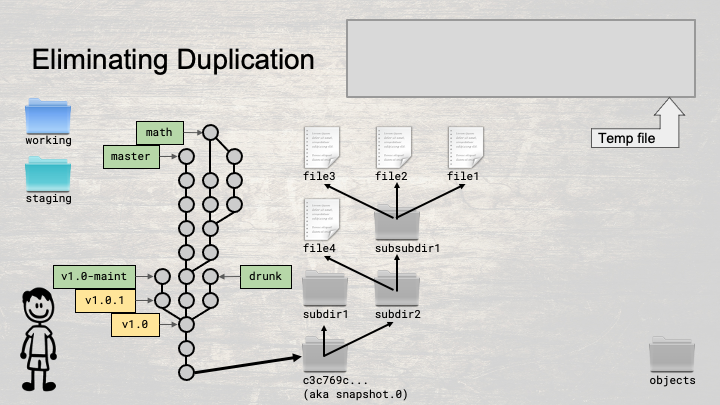 Eliminating Duplication
working
staging
math
master
v1.0-maint
v1.0.1
v1.0
drunk
file3
file2
file1
file4
subsubdir1
subdir1
subdir2
c3c769c...
(aka snapshot.0)
Temp file
objects